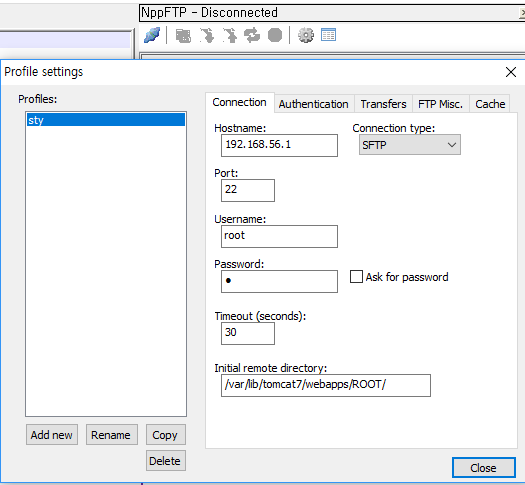 NppFTP - Disconnected
Profile settings
Profiles:
sty
Add new
Rename
Copy
Delete
Connection
Authentication
Transfers
FTP Misc.
Cache
Hostname:
192.168.56.1
Connection type:
SFTP
Port:
22
Username:
root
Password:
●
Ask for password
Timeout (seconds):
30
Initial remote directory:
/var/lib/tomcat7/webapps/ROOT/
Close